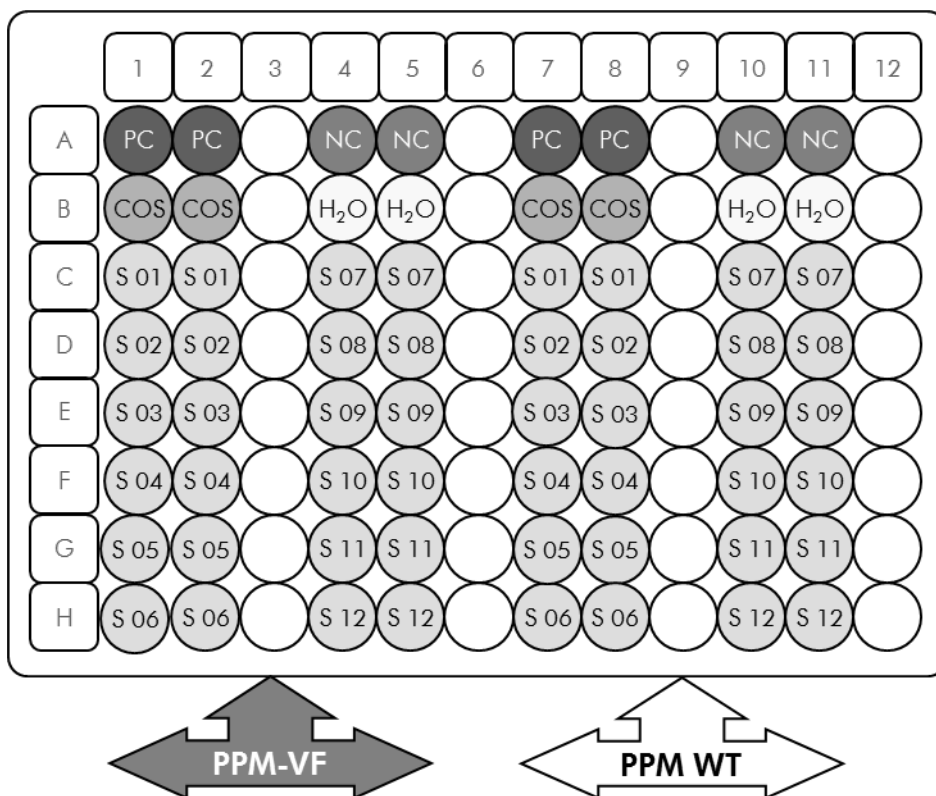 1 2 3 4 5 6 7 8 9 10 11 12
A PC PC NC NC PC PC NC NC
B COS COS H₂O H₂O COS COS H₂O H₂O
C S 01 S 01 S 07 S 07 S 01 S 01 S 07 S 07
D S 02 S 02 S 08 S 08 S 02 S 02 S 08 S 08
E S 03 S 03 S 09 S 09 S 03 S 03 S 09 S 09
F S 04 S 04 S 10 S 10 S 04 S 04 S 10 S 10
G S 05 S 05 S 11 S 11 S 05 S 05 S 11 S 11
H S 06 S 06 S 12 S 12 S 06 S 06 S 12 S 12
PPM-VF PPM WT